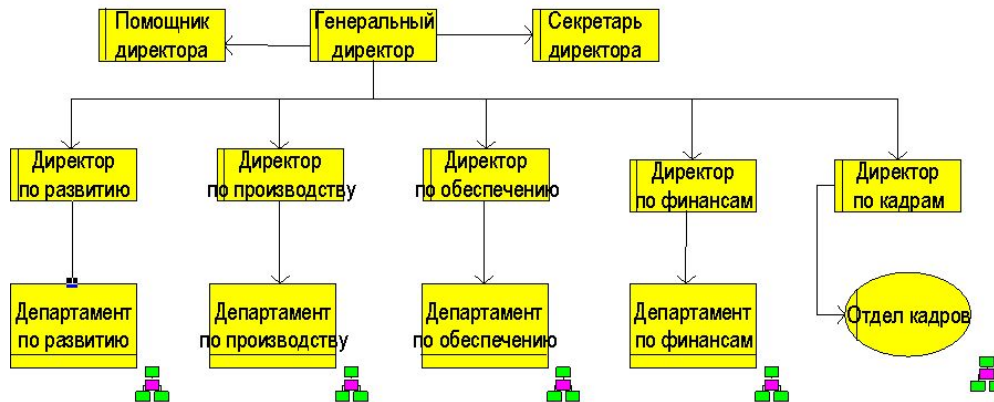 Помощник
директора
Генеральный
директор
Секретарь
директора
Директор
по развитию
Директор
по производству
Директор
по обеспечению
Директор
по финансам
Директор
по кадрам
Департамент
по развитию
Департамент
по производству
Департамент
по обеспечению
Департамент
по финансам
Отдел кадров